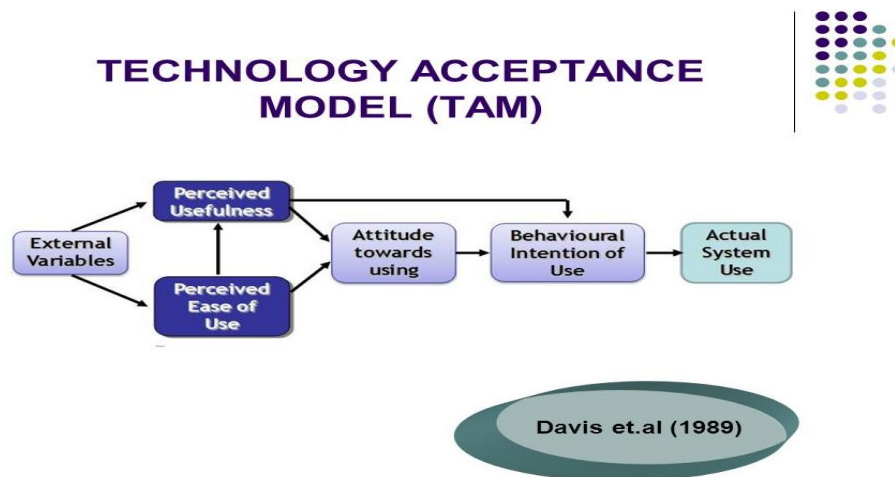 TECHNOLOGY ACCEPTANCE
MODEL (TAM)
Perceived
Usefulness
External
Variables
Perceived
Ease of
Use
Attitude
towards
using
Behavioural
Intention of
Use
Actual
System
Use
Davis et.al (1989)